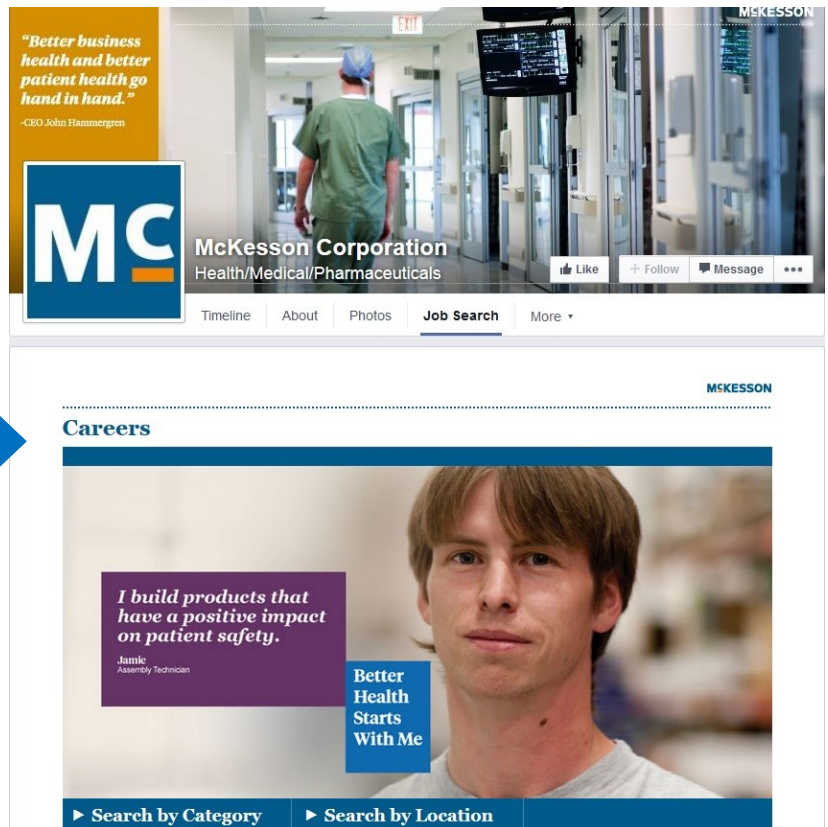 MCKESSON
EXIT
“Better business
health and better
patient health go
hand in hand.”
-CEO John Hammergren
Mc
McKesson Corporation
Health/Medical/Pharmaceuticals
Like
+ Follow
Message
•••
Timeline
About
Photos
Job Search
More
MCKESSON
Careers
I build products that
have a positive impact
on patient safety.
Jamie
Assembly Technician
Better
Health
Starts
With Me
Search by Category
Search by Location